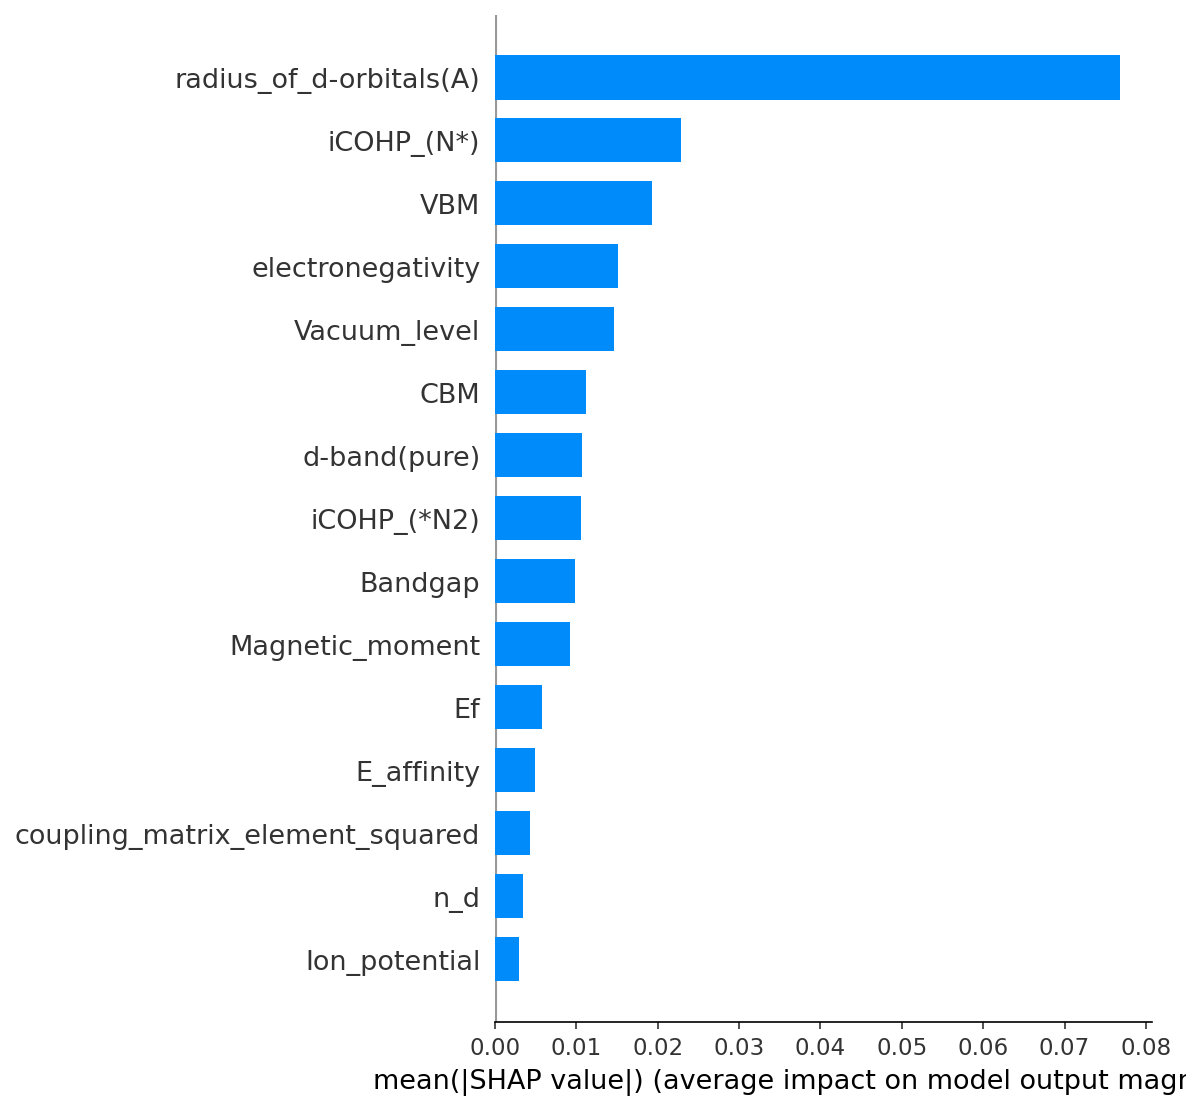 radius_of_d-orbitals(A)
iCOHP_(N*)
VBM
electronegativity
Vacuum_level
CBM
d-band(pure)
iCOHP_(*N2)
Bandgap
Magnetic_moment
Ef
E_affinity
coupling_matrix_element_squared
n_d
Ion_potential
0.00 0.01 0.02 0.03 0.04 0.05 0.06 0.07 0.08
mean(|SHAP value|) (average impact on model output magr